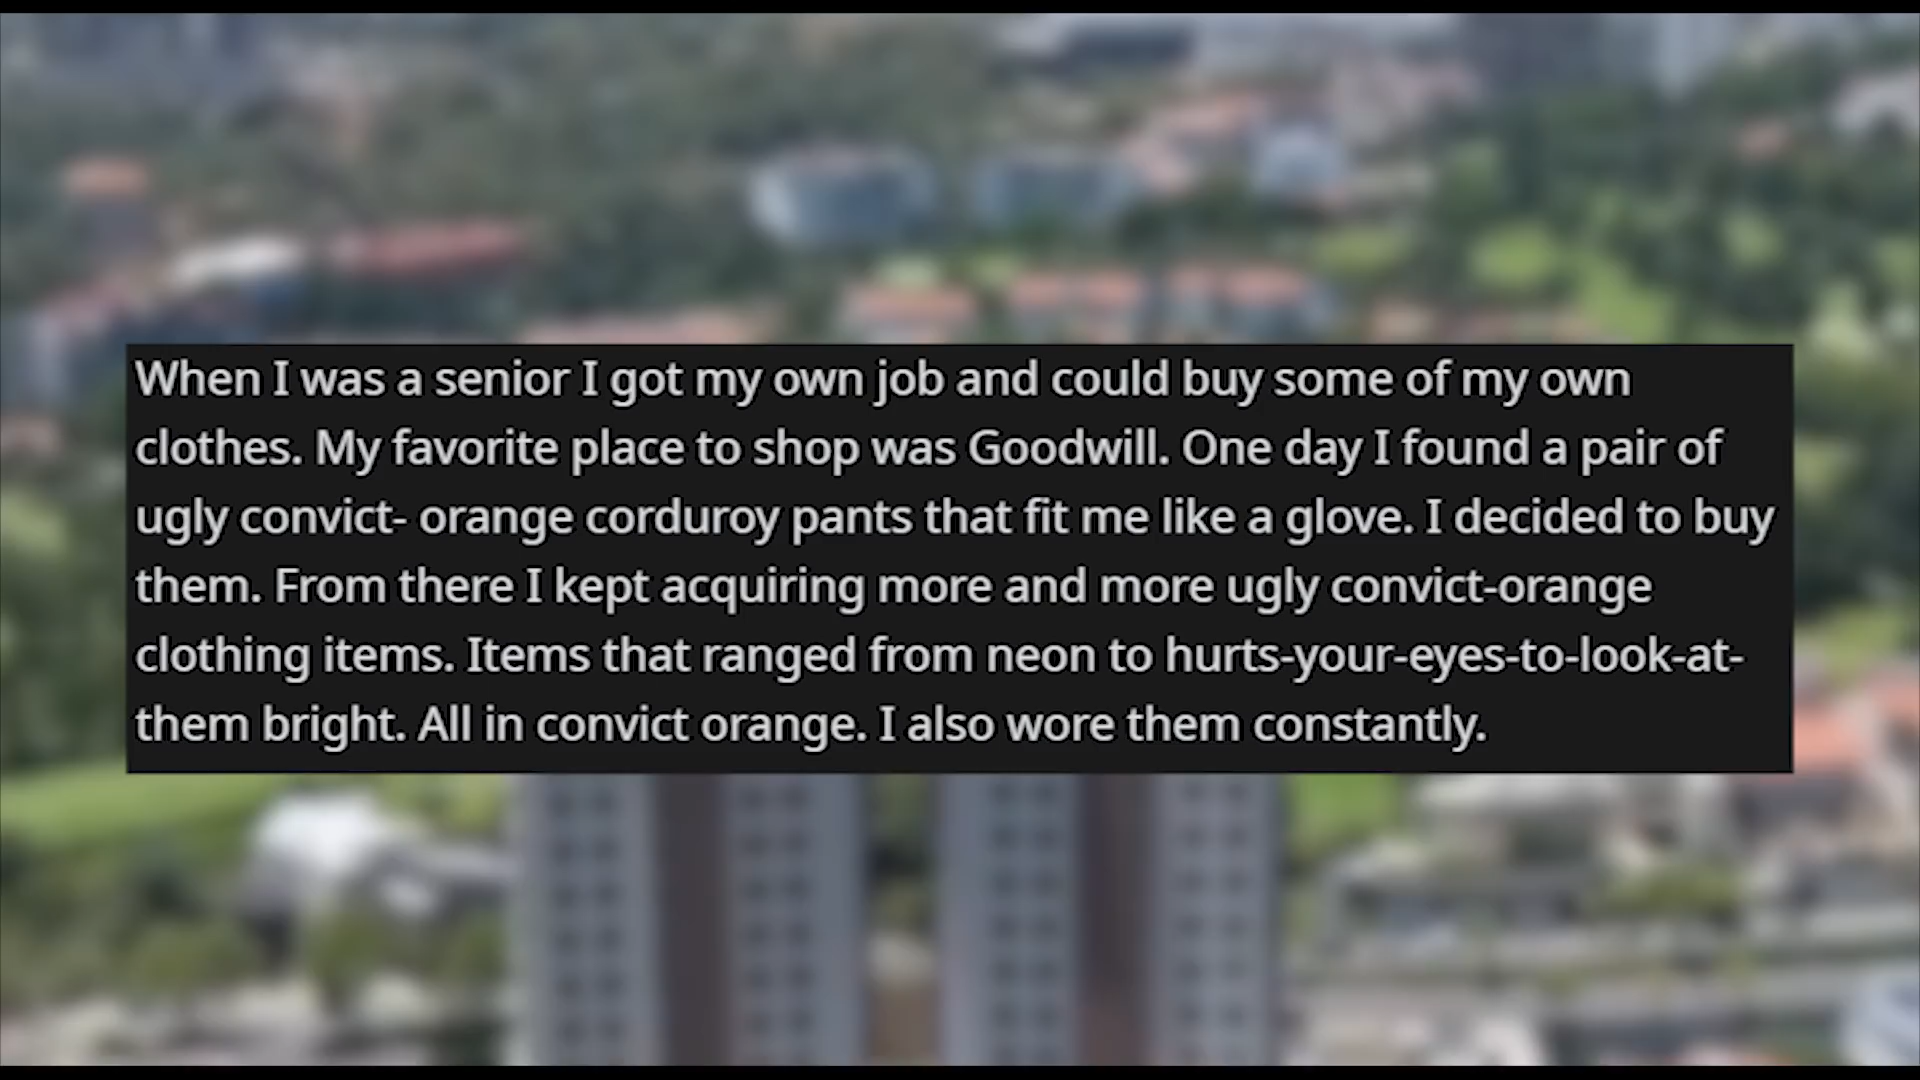 When I was a senior I got my own job and could buy some of my own
clothes. My favorite place to shop was Goodwill. One day I found a pair of
ugly convict- orange corduroy pants that fit me like a glove. I decided to buy
them. From there I kept acquiring more and more ugly convict-orange
clothing items. Items that ranged from neon to hurts-your-eyes-to-look-at-
them bright. All in convict orange. I also wore them constantly.